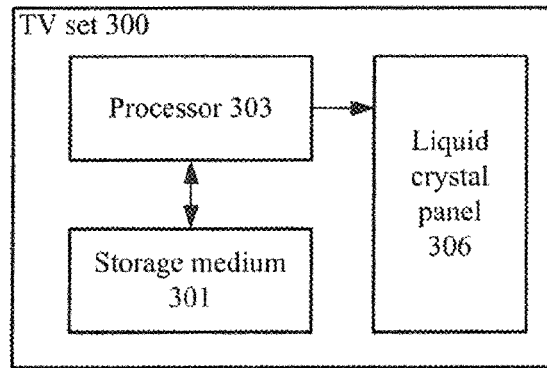 TV set 300
Processor 303
Storage medium
301
Liquid
crystal
panel
306